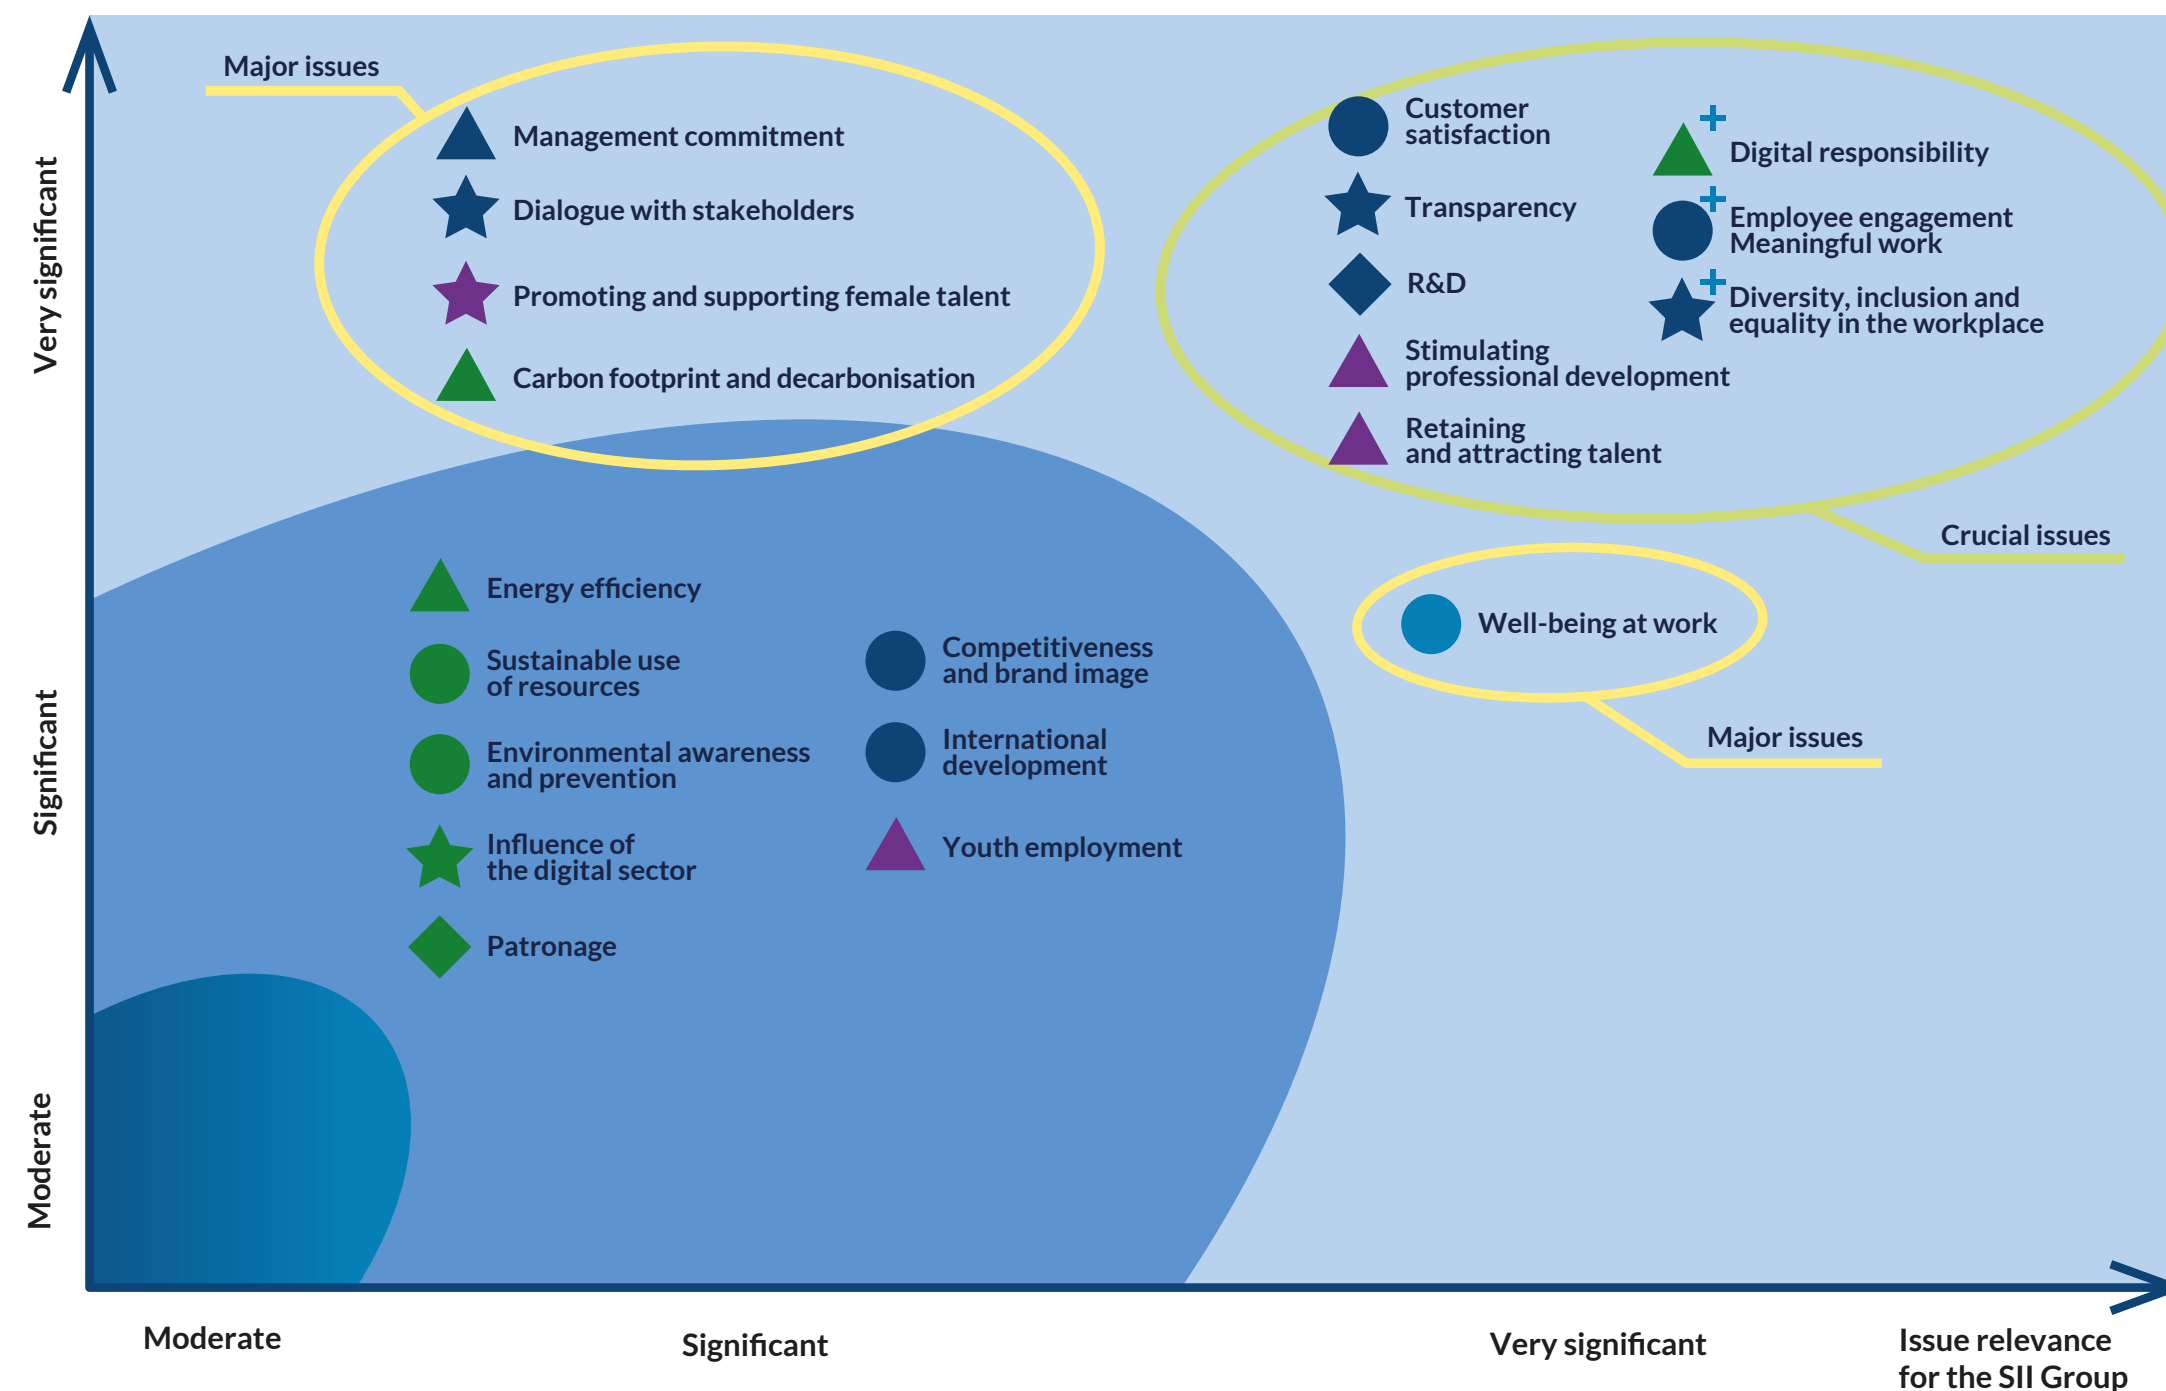 Major issues
Management commitment
Dialogue with stakeholders
Promoting and supporting female talent
Carbon footprint and decarbonisation
Customer
satisfaction
Transparency
R&D
Stimulating
professional development
Retaining
and attracting talent
Digital responsibility
Employee engagement
Meaningful work
Diversity, inclusion and
equality in the workplace
Crucial issues
Well-being at work
Major issues
Energy efficiency
Sustainable use
of resources
Environmental awareness
and prevention
Influence of
the digital sector
Patronage
Competitiveness
and brand image
International
development
Youth employment
Very significant
Significant
Moderate
Moderate
Significant
Very significant
Issue relevance
for the SII Group